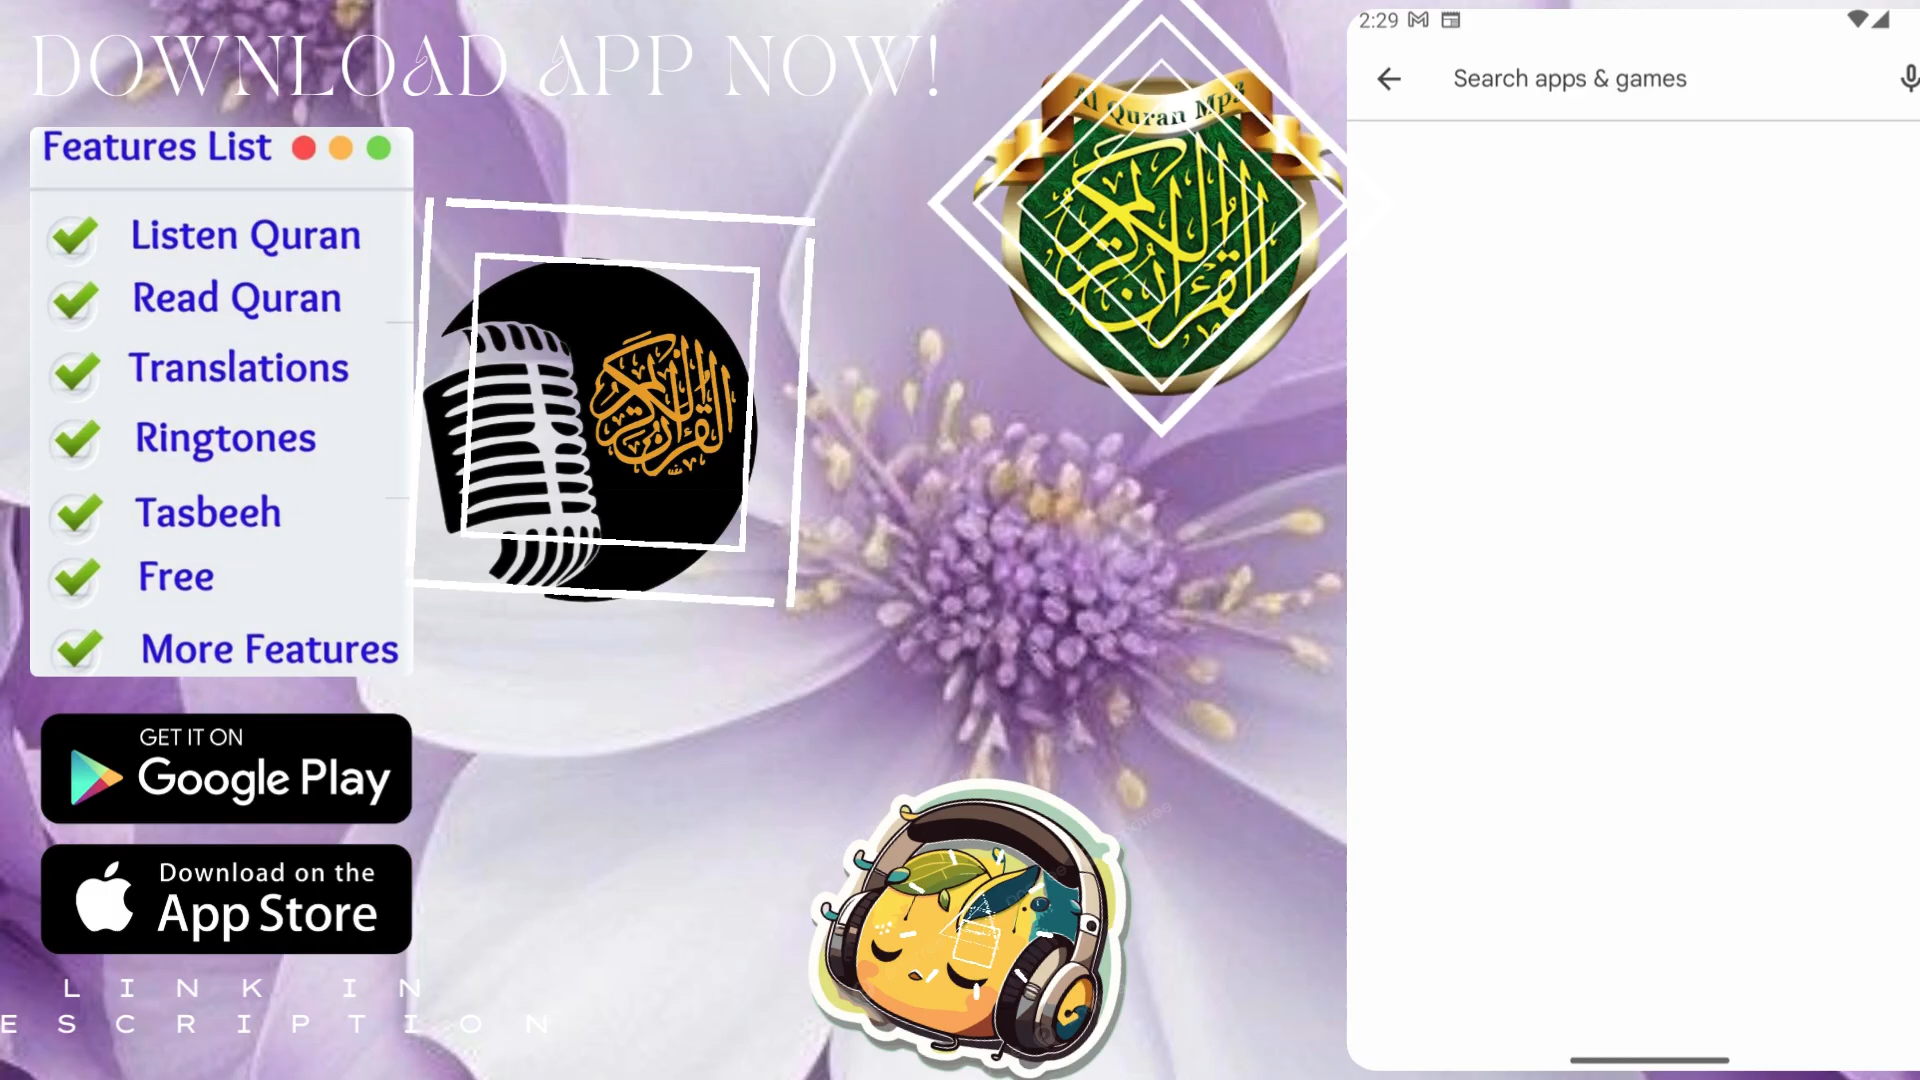 DOWNLOAD APP NOW!
Features List
Listen Quran
Read Quran
Translations
Ringtones
Tasbeeh
Free
More Features
GET IT ON
Google Play
Download on the
App Store
LINK IN
ESCRIPTION
Al Quran Mp3
القرآن الكريم
القرآن الكريم
2:29
Search apps & games